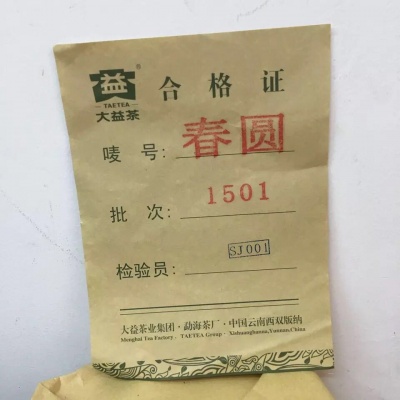 益®
TAETEA
大益茶
合格证
唛号:春圆
批次:1501
检验员:SJ001
大益茶业集团·勐海茶厂·中国云南西双版纳
Menghai Tea Factory. TAETEA Group. Xishuangbanna,Yunnan,China